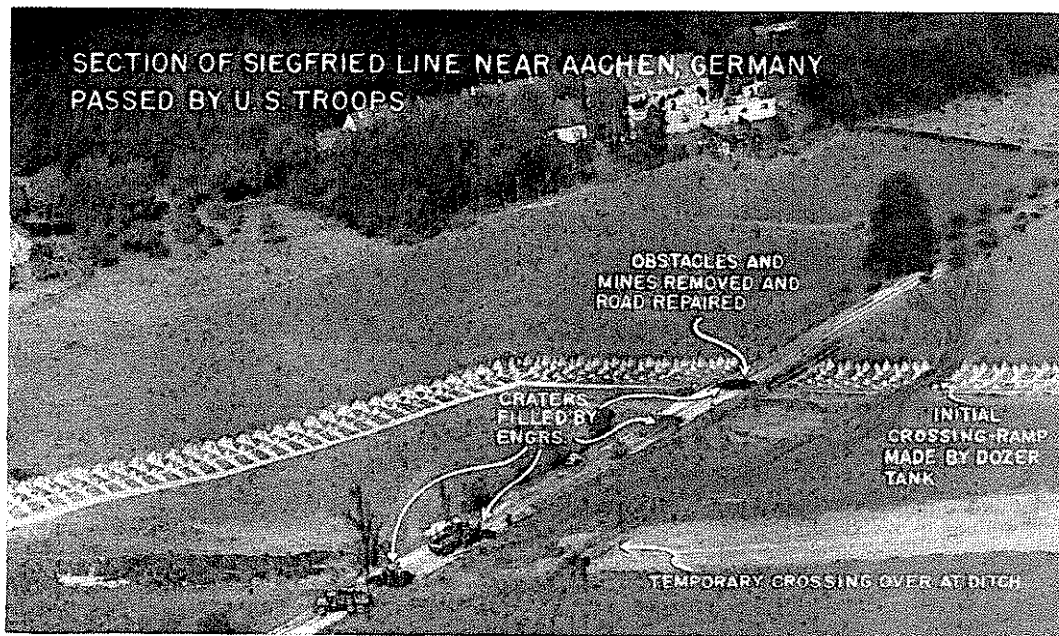 SECTION OF SIEGFRIED LINE NEAR AACHEN, GERMANY
PASSED BY U.S. TROOPS
OBSTACLES AND
MINES REMOVED AND
ROAD REPAIRED
CRATERS
FILLED BY
ENGRS.
INITIAL
CROSSING-RAMP
MADE BY DOZER
TANK
TEMPORARY CROSSING OVER AT DITCH